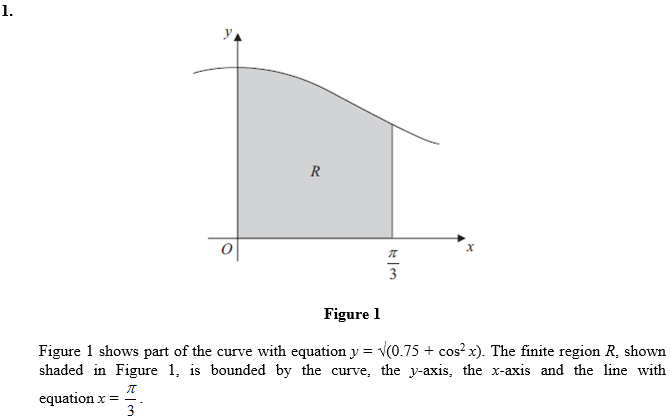 1.
y
R
O
x
π
3
Figure 1
Figure 1 shows part of the curve with equation y = √(0.75 + cos² x). The finite region R, shown
shaded in Figure 1, is bounded by the curve, the y-axis, the x-axis and the line with
equation x = π/3.